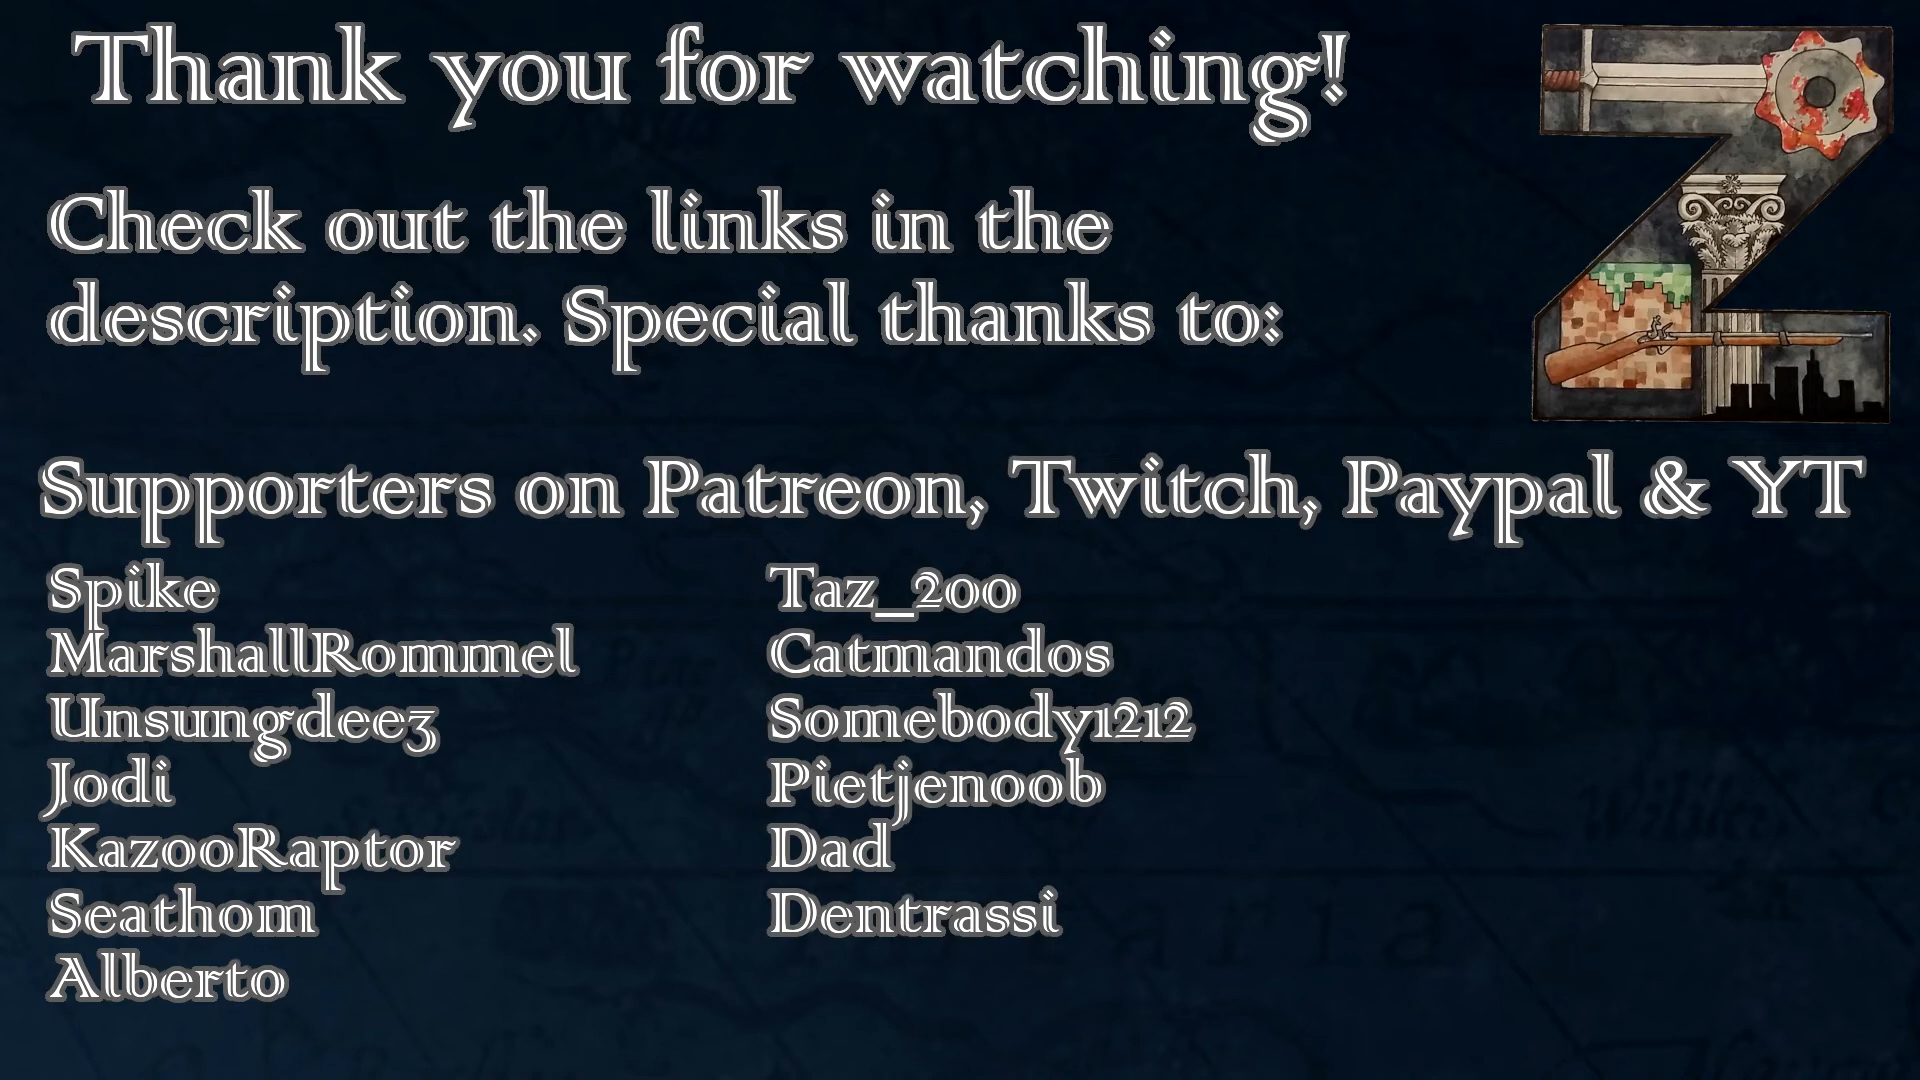 Thank you for watching!
Check out the links in the
description. Special thanks to:
Supporters on Patreon, Twitch, Paypal & YT
Spike
MarshallRommel
Unsungdee3
Jodi
KazooRaptor
Seathom
Alberto
Taz_200
Catmandos
Somebody1212
Pietjenoob
Dad
Dentrassi